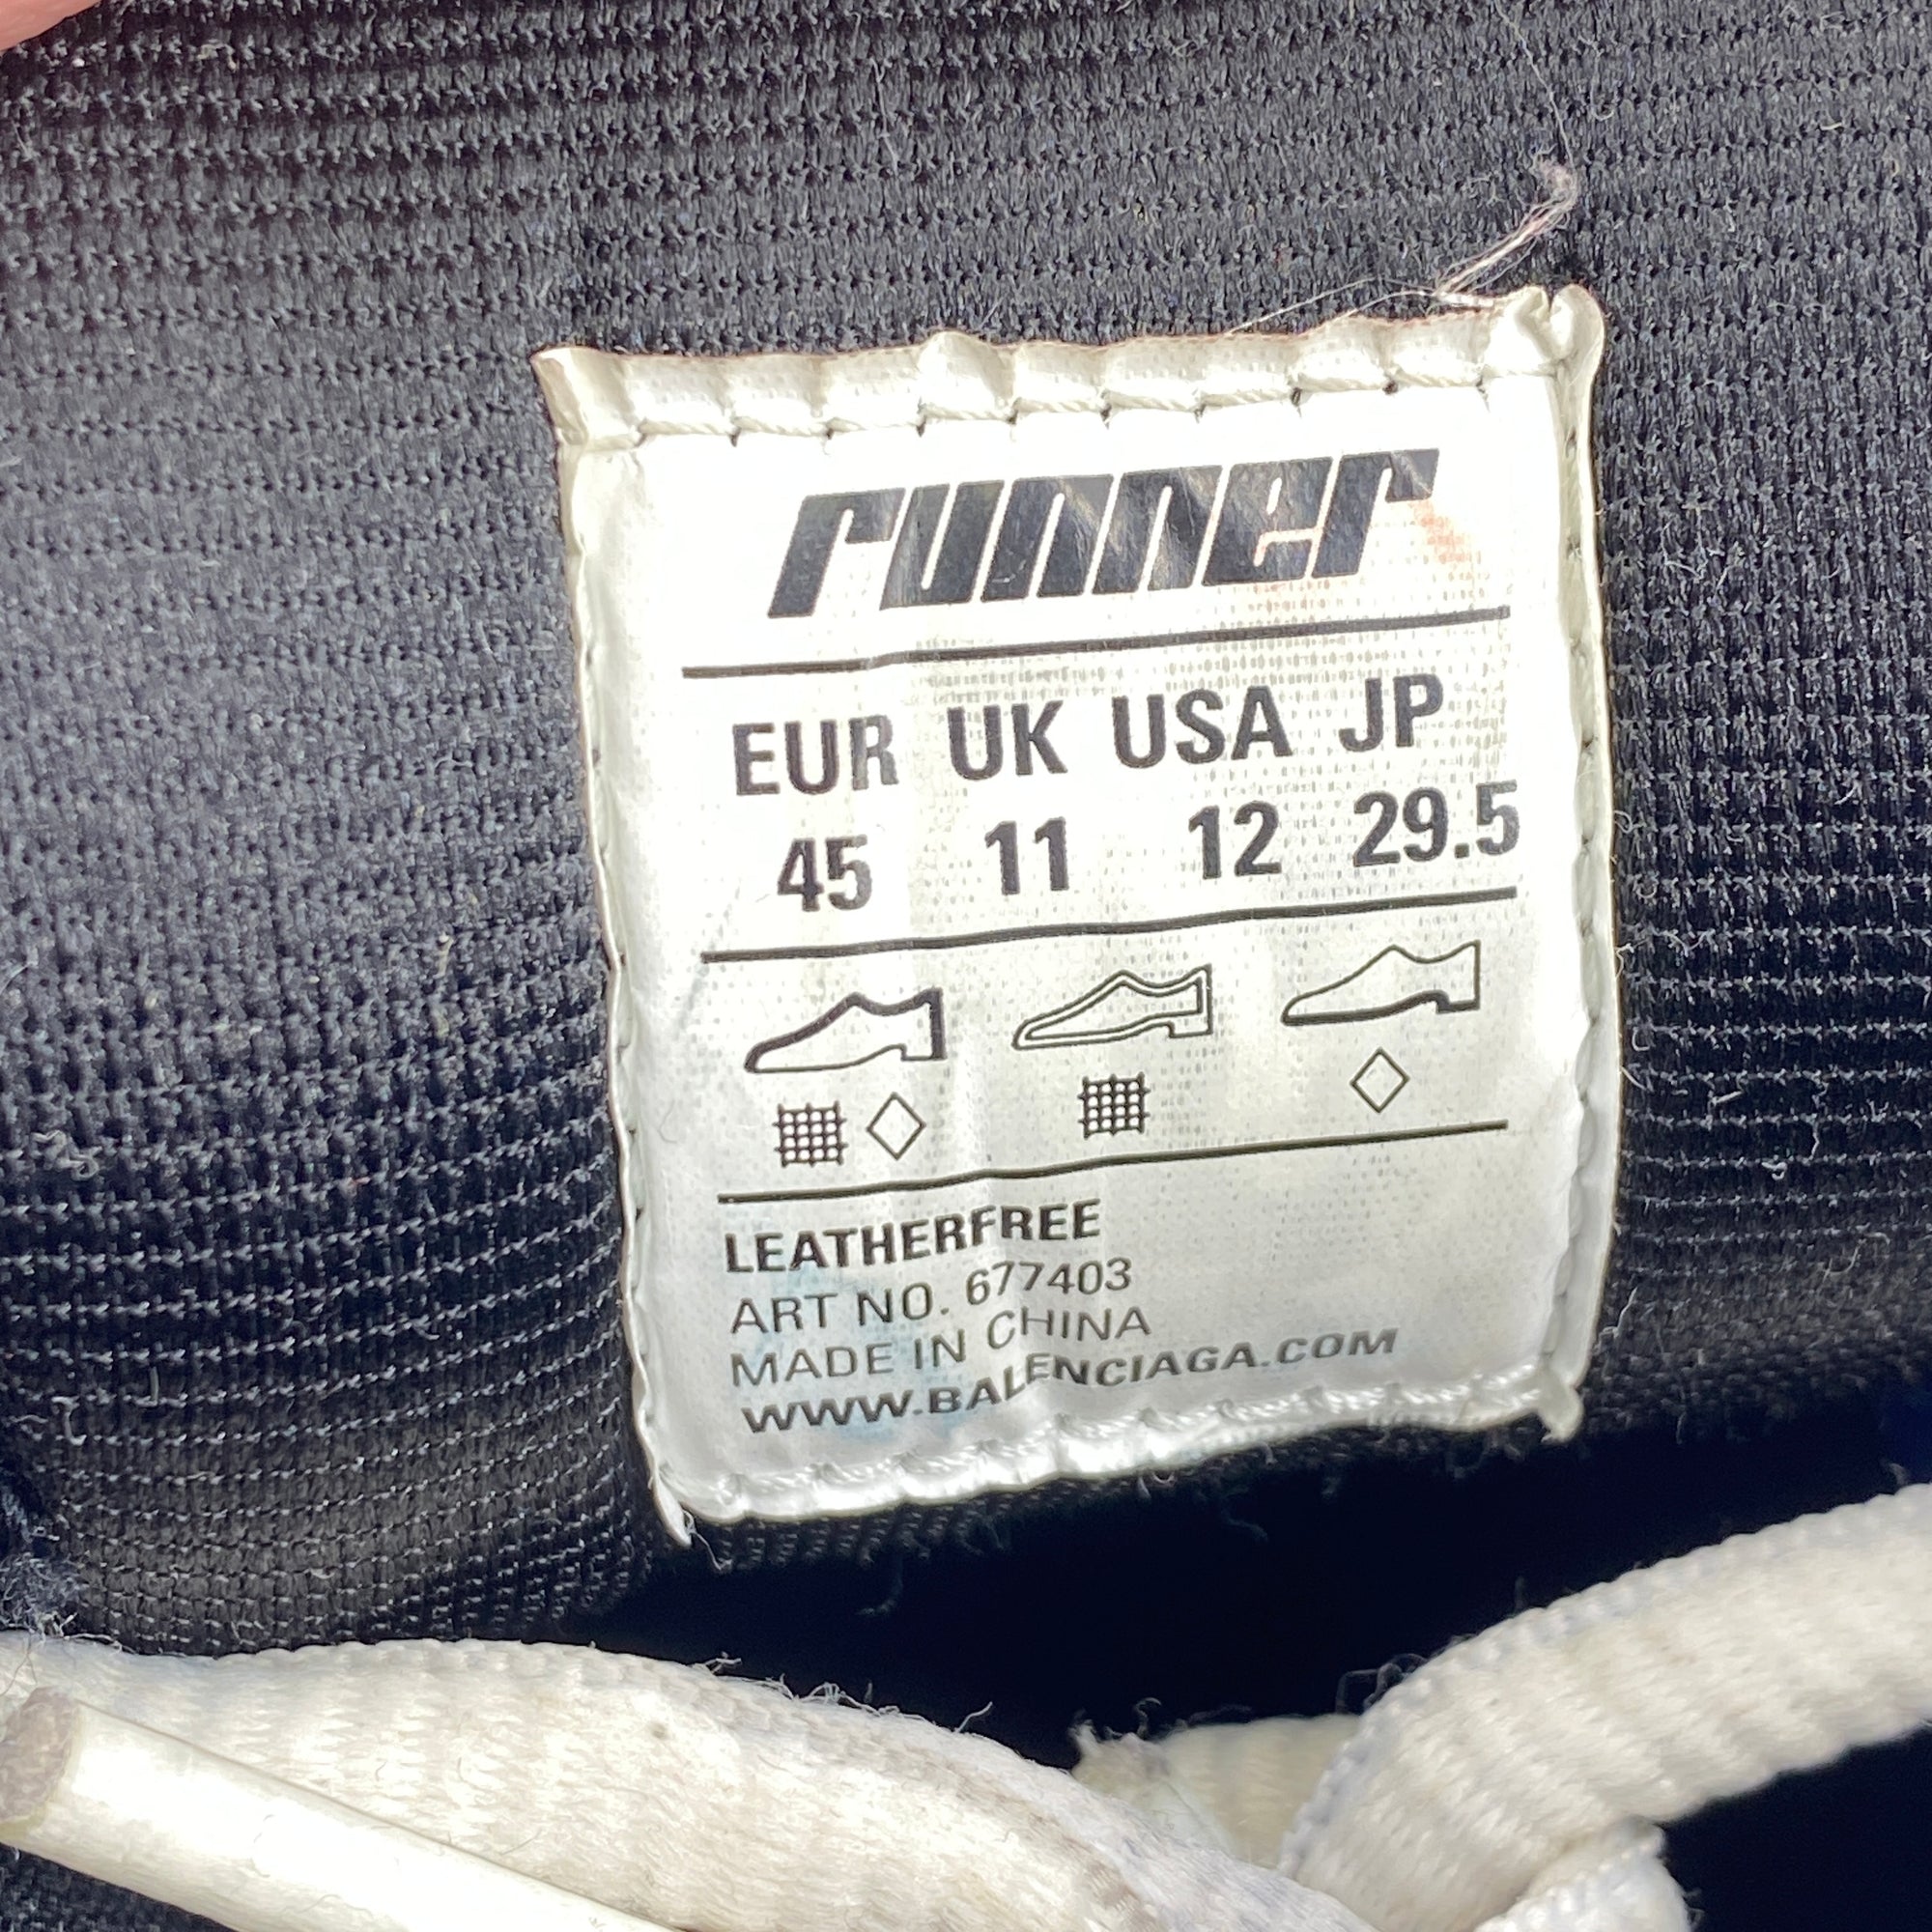 runner
EUR UK USA JP
45 11 12 29.5
LEATHERFREE
ART NO. 677403
MADE IN CHINA
WWW.BALENCIAGA.COM